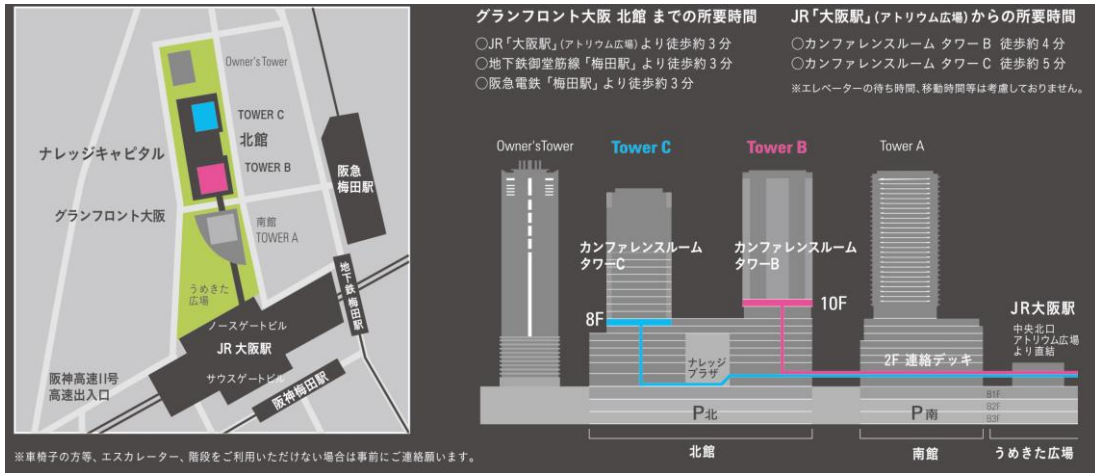 Owner's Tower
TOWER C
北館
ナレッジキャピタル
TOWER B
阪急
梅田駅
グランフロント大阪
南館
TOWER A
うめきた
広場
地下鉄 梅田駅
ノースゲートビル
JR 大阪駅
サウスゲートビル
阪神高速11号
高速出入口
阪神梅田駅
※車椅子の方等、エスカレーター、階段をご利用いただけない場合は事前にご連絡願います。
グランフロント大阪 北館 までの所要時間
○JR「大阪駅」(アトリウム広場)より徒歩約3分
○地下鉄御堂筋線「梅田駅」より徒歩約3分
○阪急電鉄「梅田駅」より徒歩約3分
JR「大阪駅」(アトリウム広場)からの所要時間
○カンファレンスルーム タワーB 徒歩約4分
○カンファレンスルーム タワーC 徒歩約5分
※エレベーターの待ち時間、移動時間等は考慮しておりません。
Owner'sTower
Tower C
Tower B
Tower A
カンファレンスルーム
タワーC
カンファレンスルーム
タワーB
8F
10F
JR大阪駅
中央北口
アトリウム広場
より直結
ナレッジ
プラザ
2F 連絡デッキ
B1F
B2F
B3F
P北
P南
北館
南館
うめきた広場